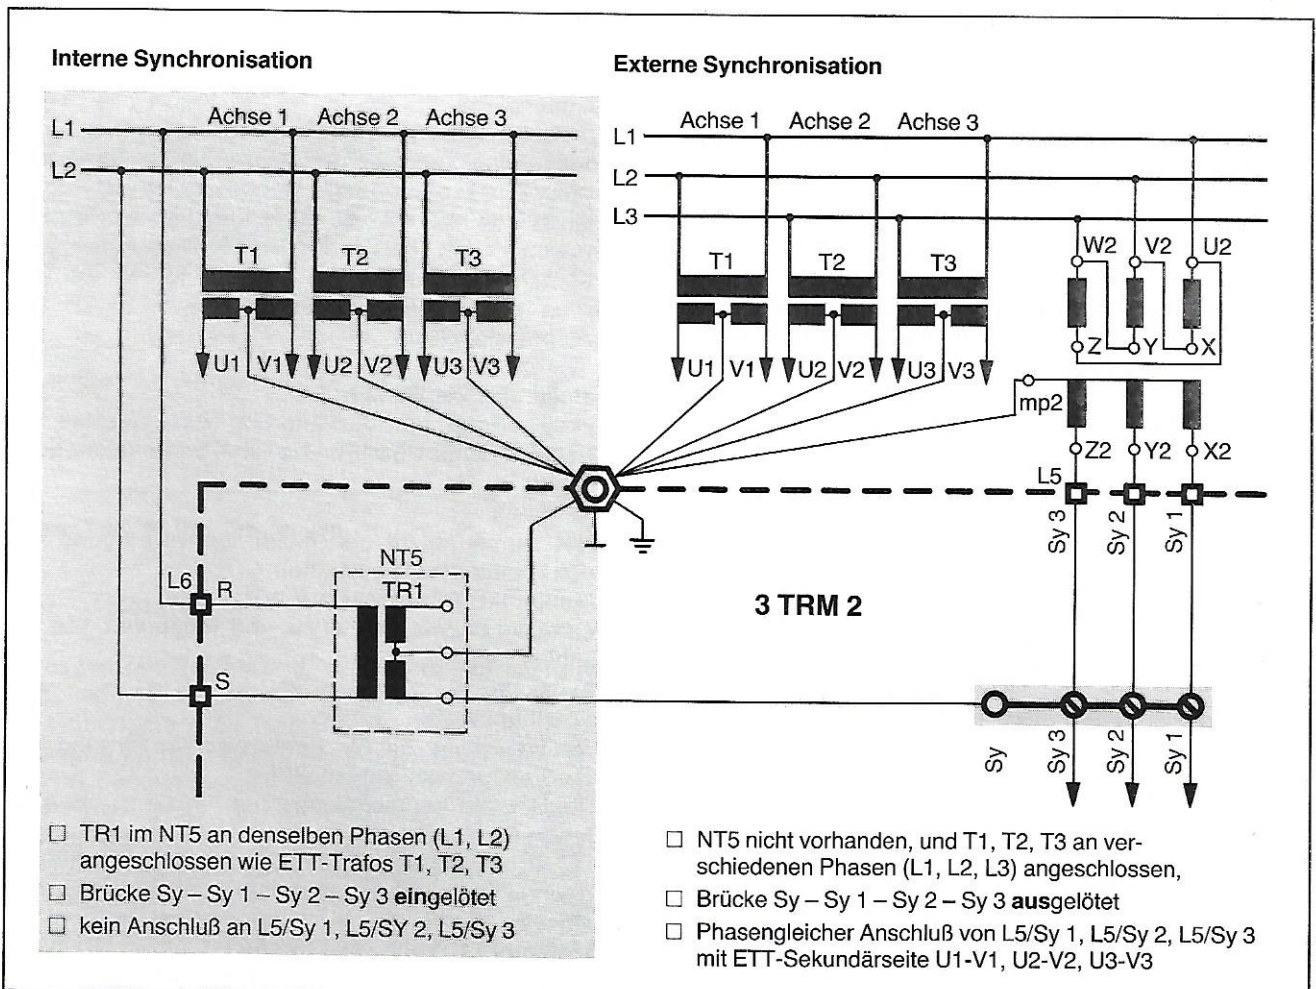 Interne Synchronisation
Achse 1 Achse 2 Achse 3
L1
L2
T1 T2 T3
U1 V1 U2 V2 U3 V3
Externe Synchronisation
Achse 1 Achse 2 Achse 3
L1
L2
L3
W2 V2 U2
T1 T2 T3
Z Y X
U1 V1 U2 V2 U3 V3
mp2
Z2 Y2 X2
L5
Sy 3 Sy 2 Sy 1
NT5
L6 R TR1
3 TRM 2
S
Sy Sy 3 Sy 2 Sy 1
□ TR1 im NT5 an denselben Phasen (L1, L2)
angeschlossen wie ETT-Trafos T1, T2, T3
□ Brücke Sy – Sy 1 – Sy 2 – Sy 3 eingelötet
□ kein Anschluß an L5/Sy 1, L5/SY 2, L5/Sy 3
□ NT5 nicht vorhanden, und T1, T2, T3 an ver-
schiedenen Phasen (L1, L2, L3) angeschlossen,
□ Brücke Sy – Sy 1 – Sy 2 – Sy 3 ausgelötet
□ Phasengleicher Anschluß von L5/Sy 1, L5/Sy 2, L5/Sy 3
mit ETT-Sekundärseite U1-V1, U2-V2, U3-V3